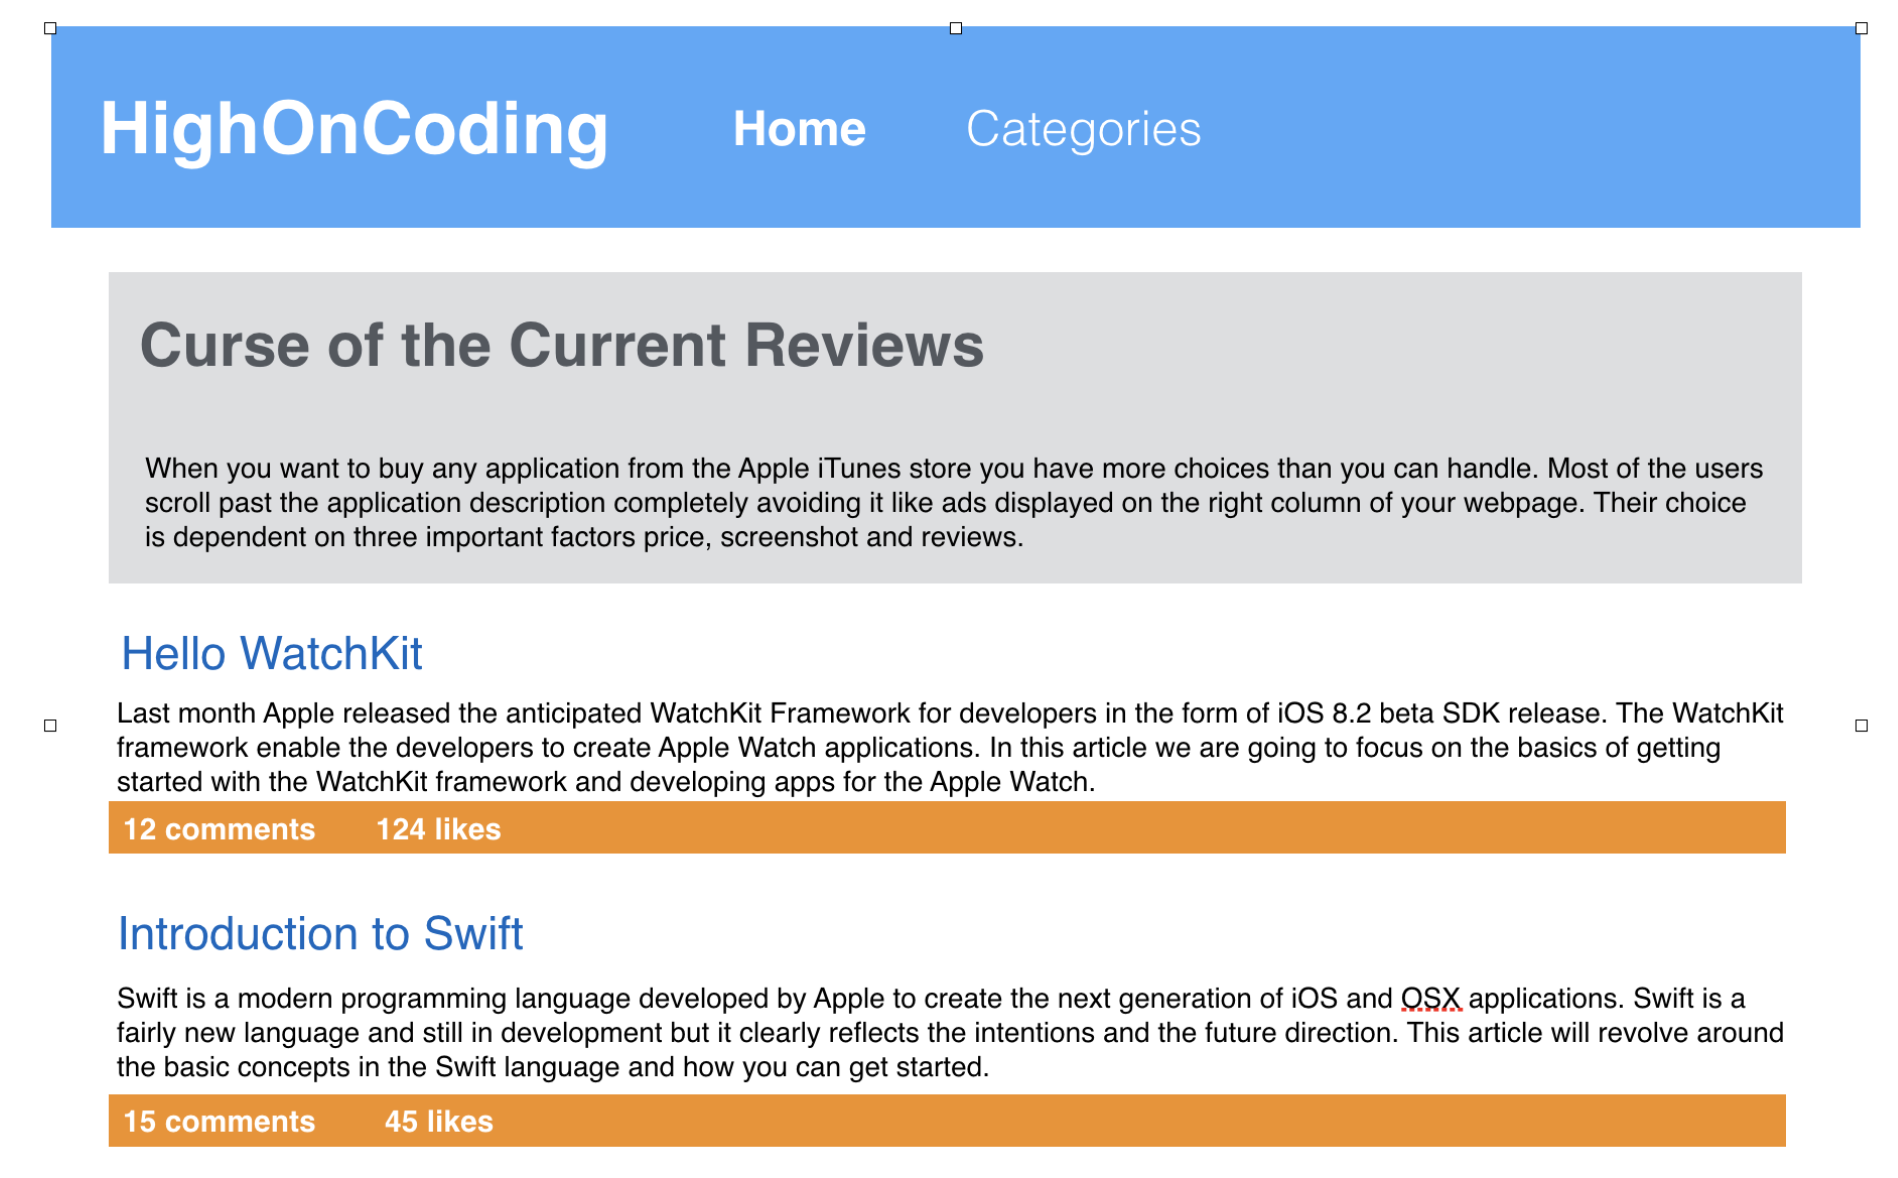 HighOnCoding Home Categories
Curse of the Current Reviews
When you want to buy any application from the Apple iTunes store you have more choices than you can handle. Most of the users
scroll past the application description completely avoiding it like ads displayed on the right column of your webpage. Their choice
is dependent on three important factors price, screenshot and reviews.
Hello WatchKit
Last month Apple released the anticipated WatchKit Framework for developers in the form of iOS 8.2 beta SDK release. The WatchKit
framework enable the developers to create Apple Watch applications. In this article we are going to focus on the basics of getting
started with the WatchKit framework and developing apps for the Apple Watch.
12 comments 124 likes
Introduction to Swift
Swift is a modern programming language developed by Apple to create the next generation of iOS and OSX applications. Swift is a
fairly new language and still in development but it clearly reflects the intentions and the future direction. This article will revolve around
the basic concepts in the Swift language and how you can get started.
15 comments 45 likes